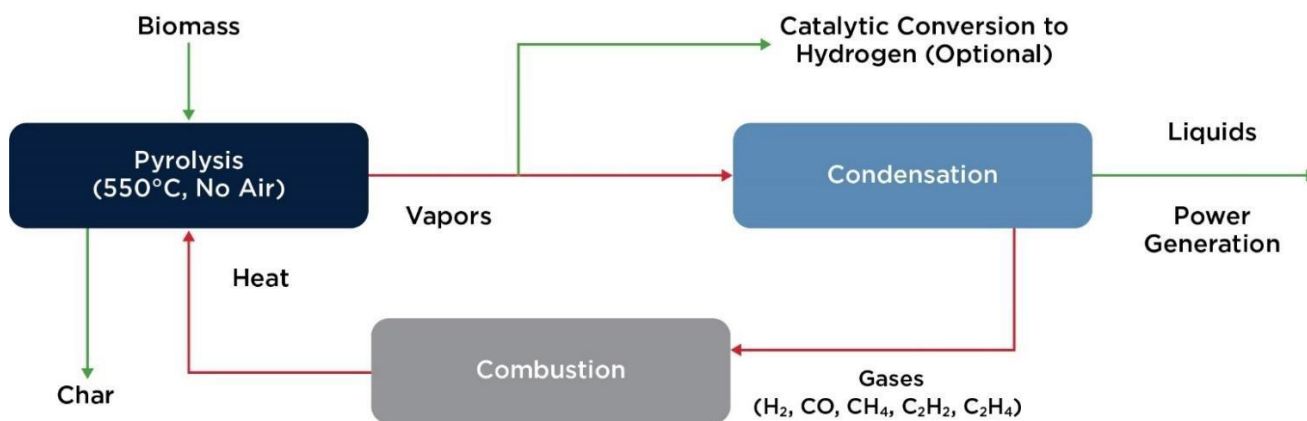 Biomass
Catalytic Conversion to
Hydrogen (Optional)
Pyrolysis
(550°C, No Air)
Vapors
Condensation
Liquids
Power
Generation
Heat
Combustion
Char
Gases
(H₂, CO, CH₄, C₂H₂, C₂H₄)